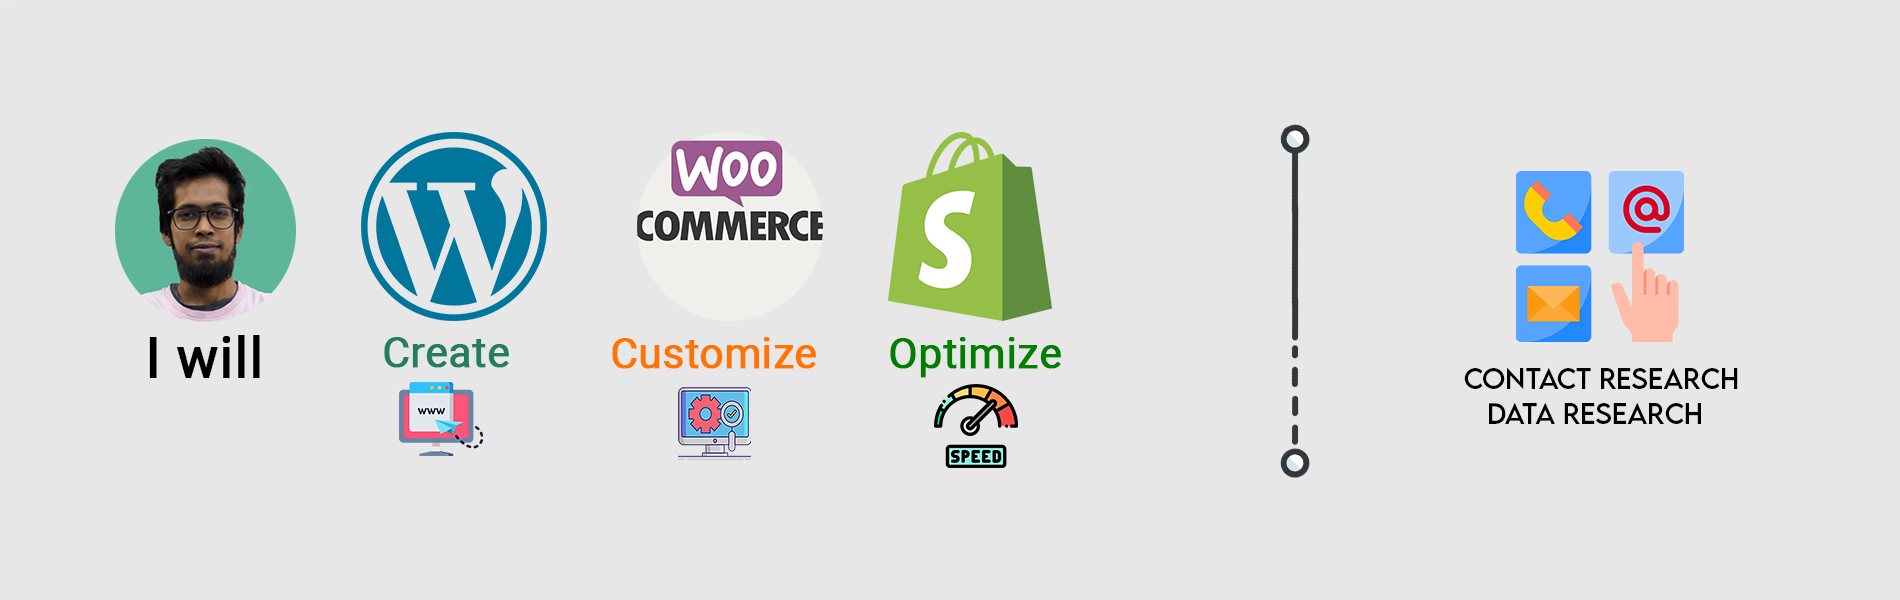 WOO
COMMERCE
S
I will
Create
Customize
Optimize
www
SPEED
@
CONTACT RESEARCH
DATA RESEARCH